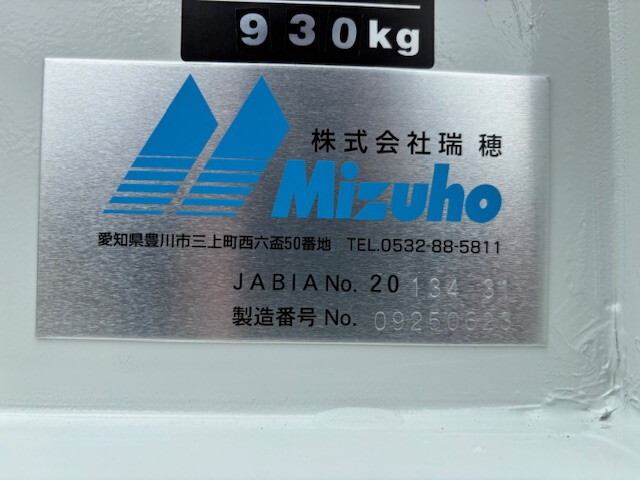 930kg
株式会社瑞穂
Mizuho
愛知県豊川市三上町西六盃50番地 TEL.0532-88-5811
JABIA No. 20 134 31
製造番号 No.